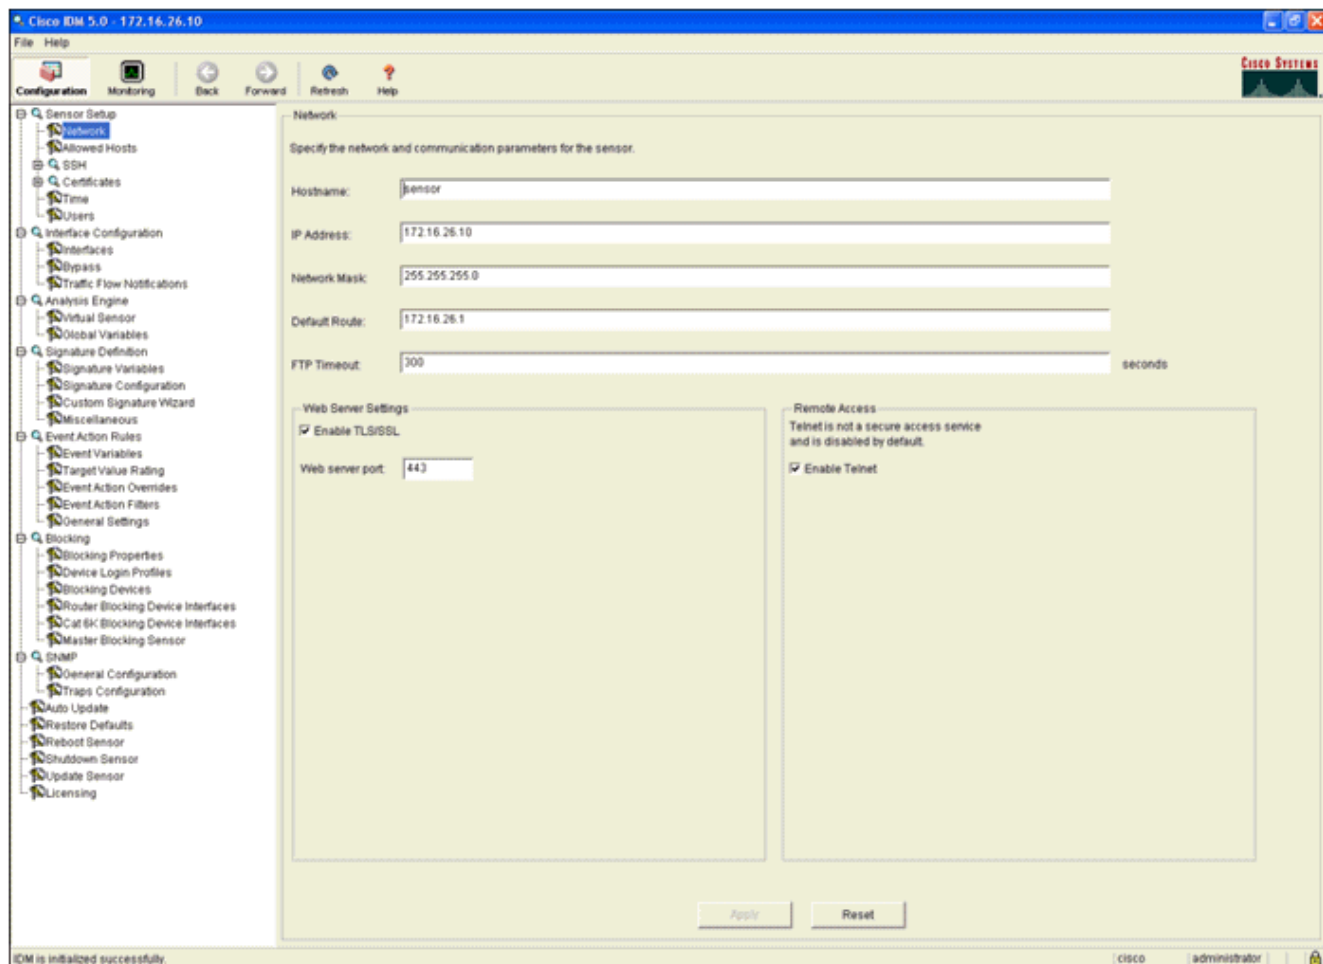 Cisco IDM 5.0 - 172.16.26.10
File Help
Configuration Monitoring Back Forward Refresh Help
CISCO SYSTEMS
Sensor Setup
Network
Allowed Hosts
SSH
Certificates
Time
Users
Interface Configuration
Interfaces
Bypass
Traffic Flow Notifications
Analysis Engine
Virtual Sensor
Global Variables
Signature Definition
Signature Variables
Signature Configuration
Custom Signature Wizard
Miscellaneous
Event Action Rules
Event Variables
Target Value Rating
Event Action Overrides
Event Action Filters
General Settings
Blocking
Blocking Properties
Device Login Profiles
Blocking Devices
Router Blocking Device Interfaces
Cat 6K Blocking Device Interfaces
Master Blocking Sensor
SNMP
General Configuration
Traps Configuration
Auto Update
Restore Defaults
Reboot Sensor
Shutdown Sensor
Update Sensor
Licensing
Network
Specify the network and communication parameters for the sensor.
Hostname: sensor
IP Address: 172.16.26.10
Network Mask: 255.255.255.0
Default Route: 172.16.26.1
FTP Timeout: 300 seconds
Web Server Settings
Enable TLS/SSL
Web server port: 443
Remote Access
Telnet is not a secure access service
and is disabled by default.
Enable Telnet
Apply Reset
IDM is initialized successfully. cisco administrator